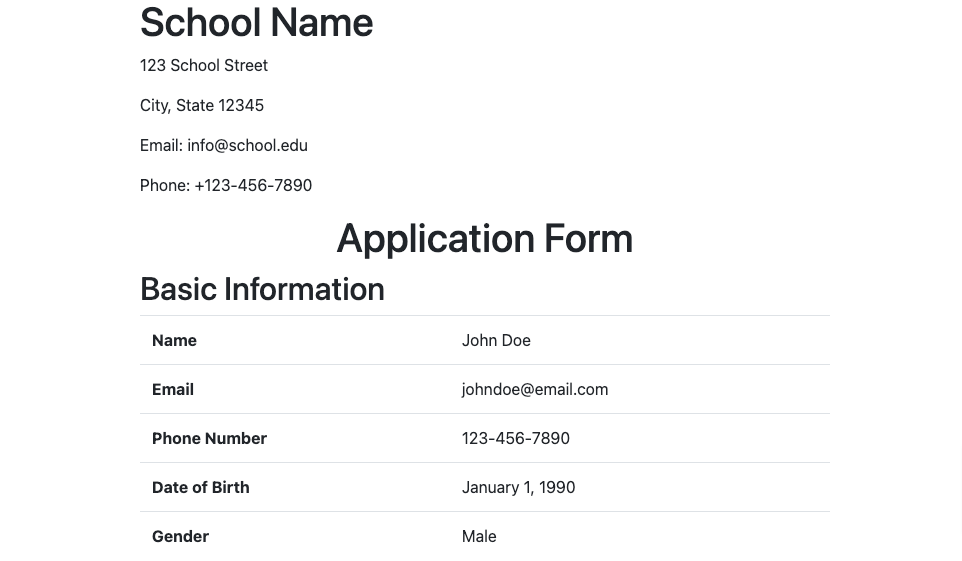 School Name
123 School Street
City, State 12345
Email: info@school.edu
Phone: +123-456-7890
Application Form
Basic Information
Name John Doe
Email johndoe@email.com
Phone Number 123-456-7890
Date of Birth January 1, 1990
Gender Male